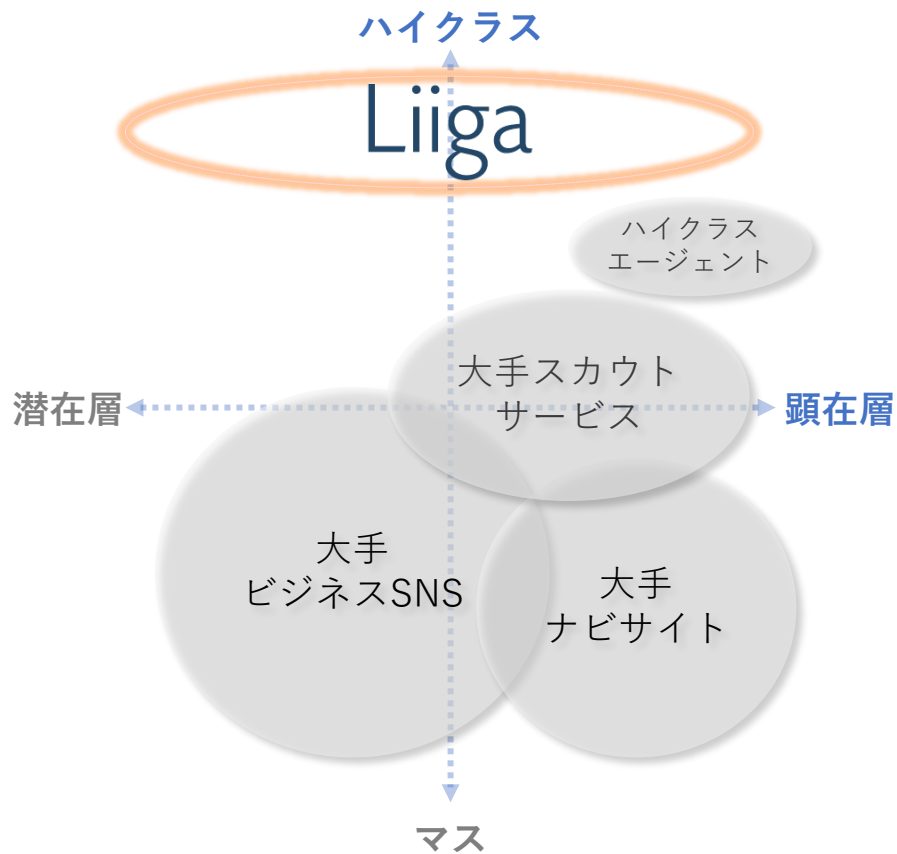 ハイクラス
Liiga
ハイクラス
エージェント
大手スカウト
サービス
潜在層
顕在層
大手
ビジネスSNS
大手
ナビサイト
マス